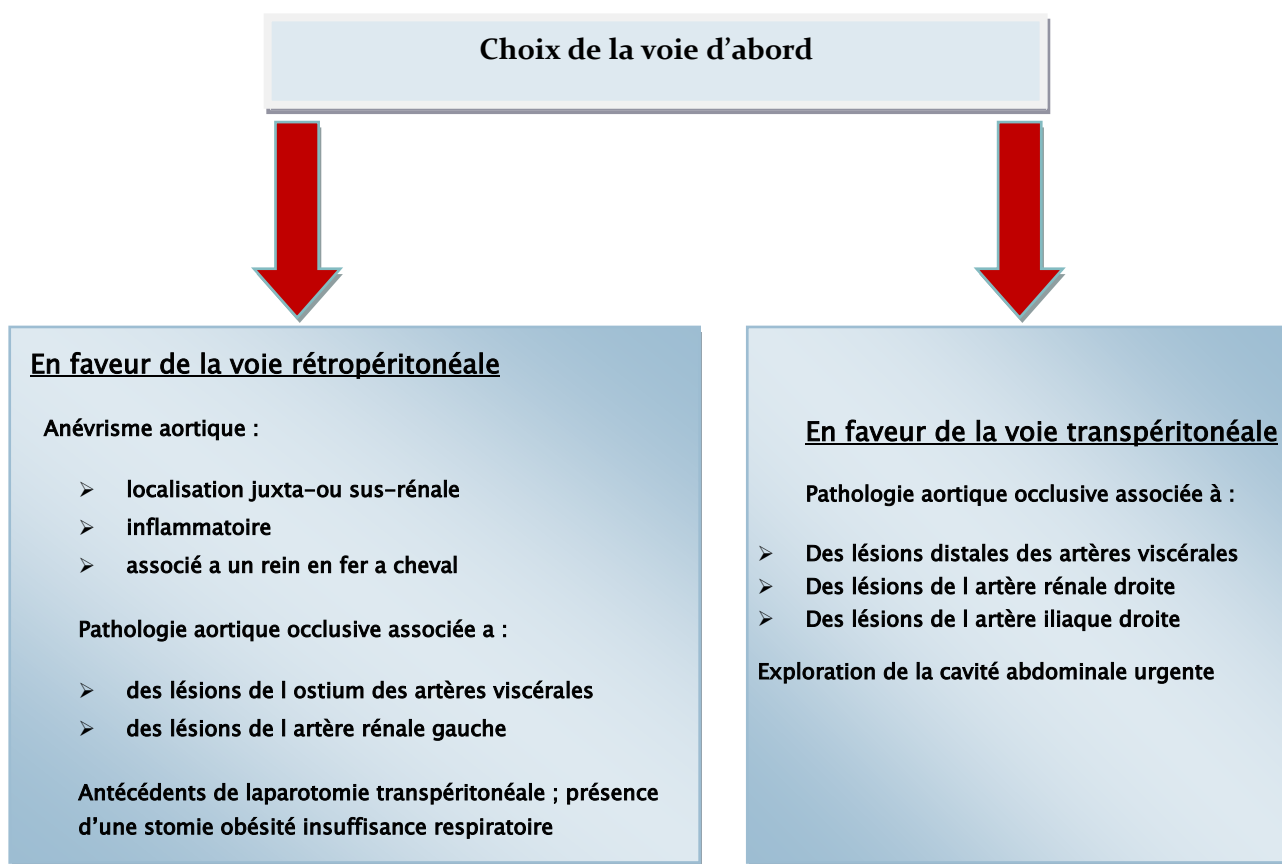 Choix de la voie d’abord
En faveur de la voie rétropéritonéale
Anévrisme aortique :
➢ localisation juxta-ou sus-rénale
➢ inflammatoire
➢ associé a un rein en fer a cheval
Pathologie aortique occlusive associée a :
➢ des lésions de l ostium des artères viscérales
➢ des lésions de l artère rénale gauche
Antécédents de laparotomie transpéritonéale ; présence
d’une stomie obésité insuffisance respiratoire
En faveur de la voie transpéritonéale
Pathologie aortique occlusive associée à :
➢ Des lésions distales des artères viscérales
➢ Des lésions de l artère rénale droite
➢ Des lésions de l artère iliaque droite
Exploration de la cavité abdominale urgente